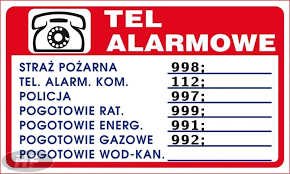 TEL
ALARMOWE
STRAŻ POŻARNA 998;
TEL. ALARM. KOM. 112;
POLICJA 997;
POGOTOWIE RAT. 999;
POGOTOWIE ENERG. 991;
POGOTOWIE GAZOWE 992;
POGOTOWIE WOD-KAN.